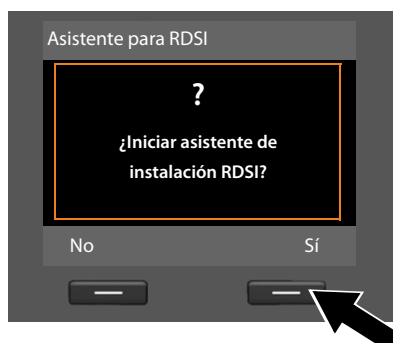 Asistente para RDSI
?
¿Iniciar asistente de
instalación RDSI?
No Sí